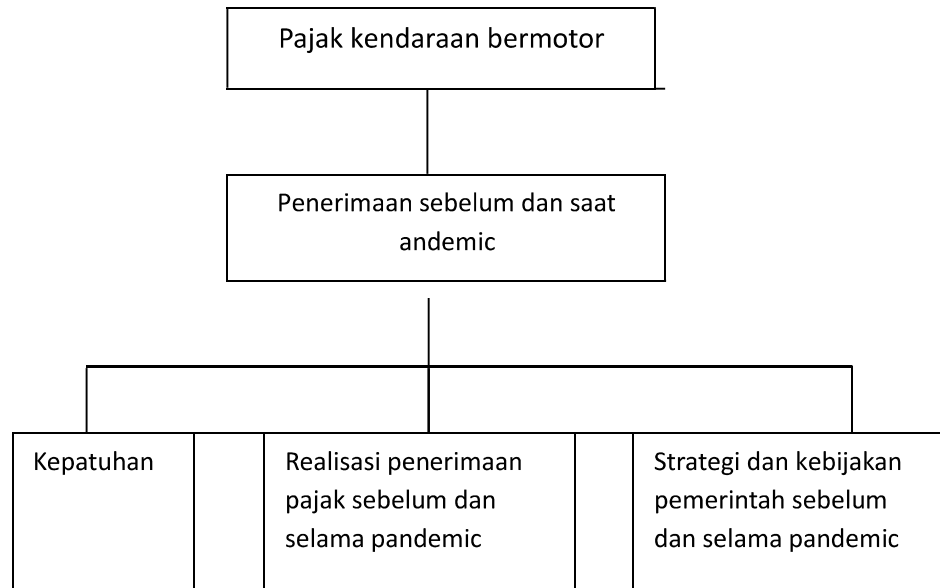 Pajak kendaraan bermotor
Penerimaan sebelum dan saat
andemic
Kepatuhan
Realisasi penerimaan
pajak sebelum dan
selama pandemic
Strategi dan kebijakan
pemerintah sebelum
dan selama pandemic